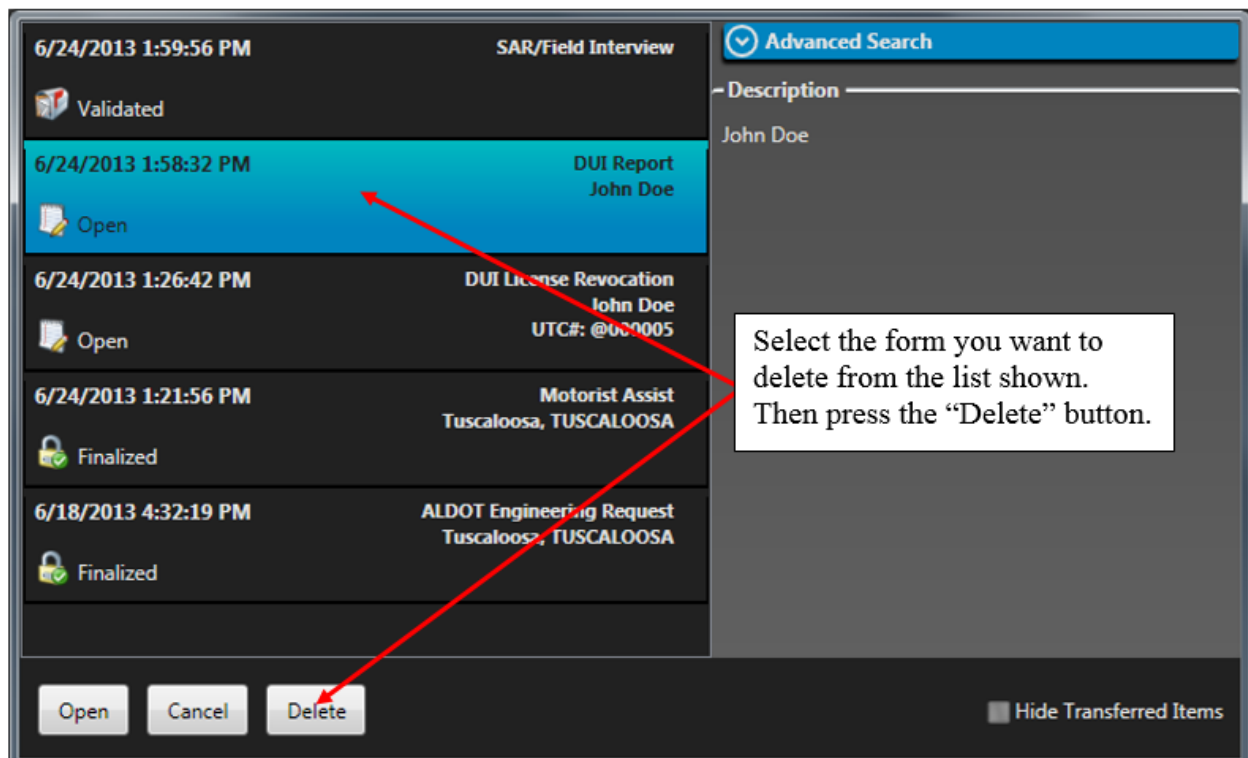 6/24/2013 1:59:56 PM SAR/Field Interview
Validated
6/24/2013 1:58:32 PM DUI Report
John Doe
Open
6/24/2013 1:26:42 PM DUI License Revocation
John Doe
UTC#: @000005
Open
6/24/2013 1:21:56 PM Motorist Assist
Tuscaloosa, TUSCALOOSA
Finalized
6/18/2013 4:32:19 PM ALDOT Engineering Request
Tuscaloosa, TUSCALOOSA
Finalized
Advanced Search
Description
John Doe
Select the form you want to
delete from the list shown.
Then press the “Delete” button.
Open Cancel Delete Hide Transferred Items